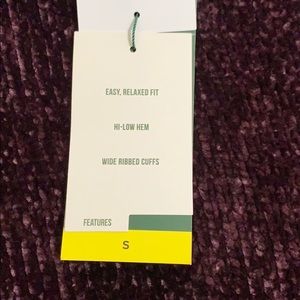 EASY, RELAXED FIT
HI-LOW HEM
WIDE RIBBED CUFFS
FEATURES
S